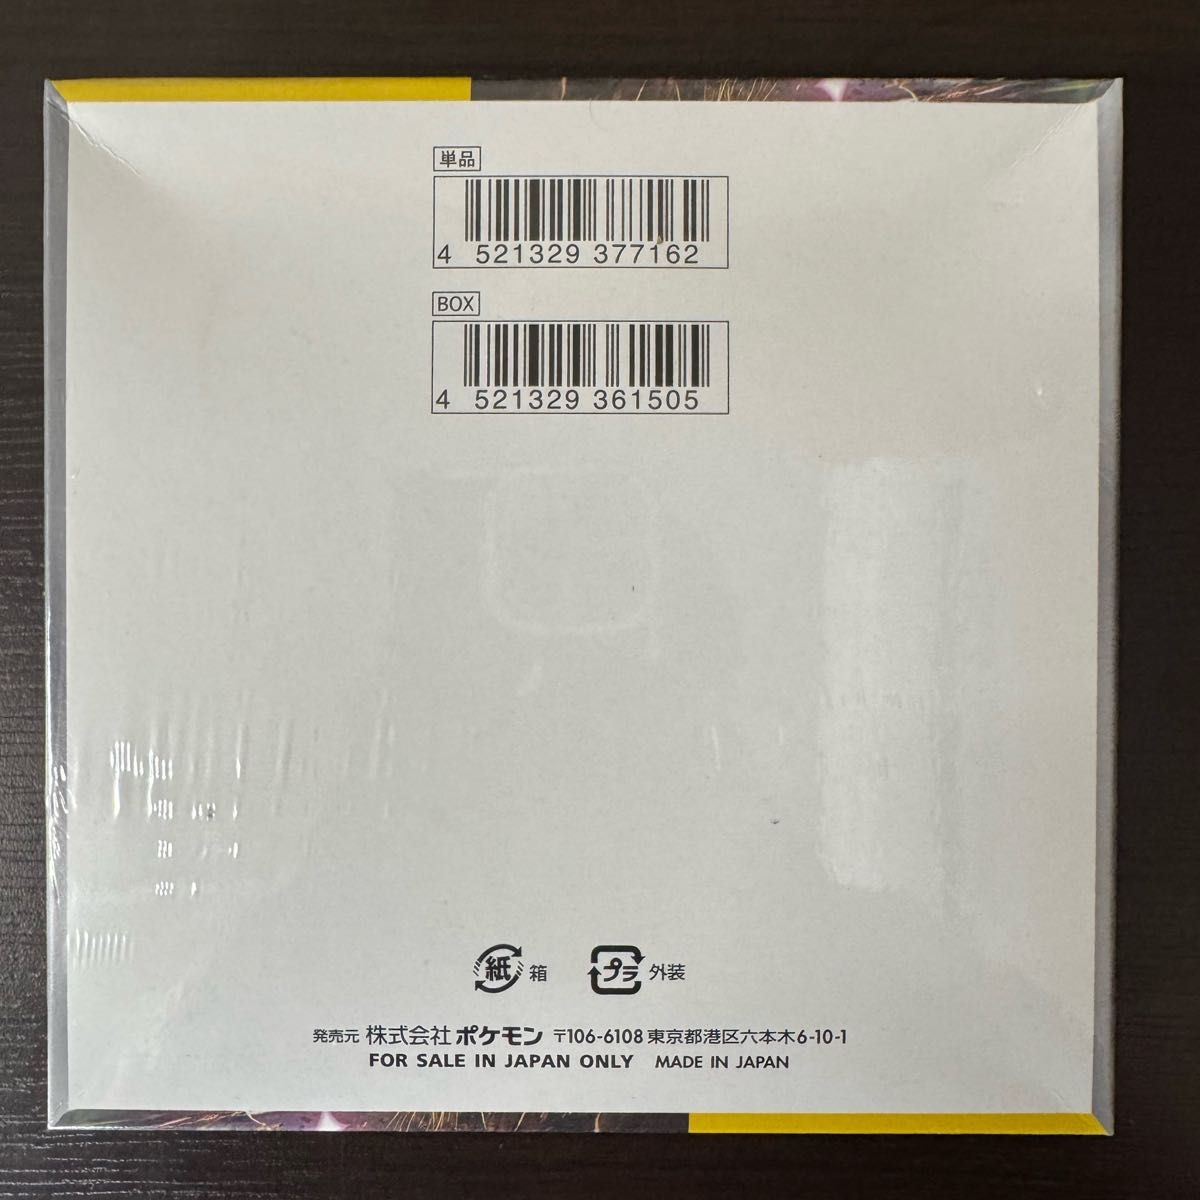 単品
4 521329 377162
BOX
4 521329 361505
紙 箱 プラ 外装
発売元 株式会社 ポケモン 〒106-6108 東京都港区六本木6-10-1
FOR SALE IN JAPAN ONLY MADE IN JAPAN